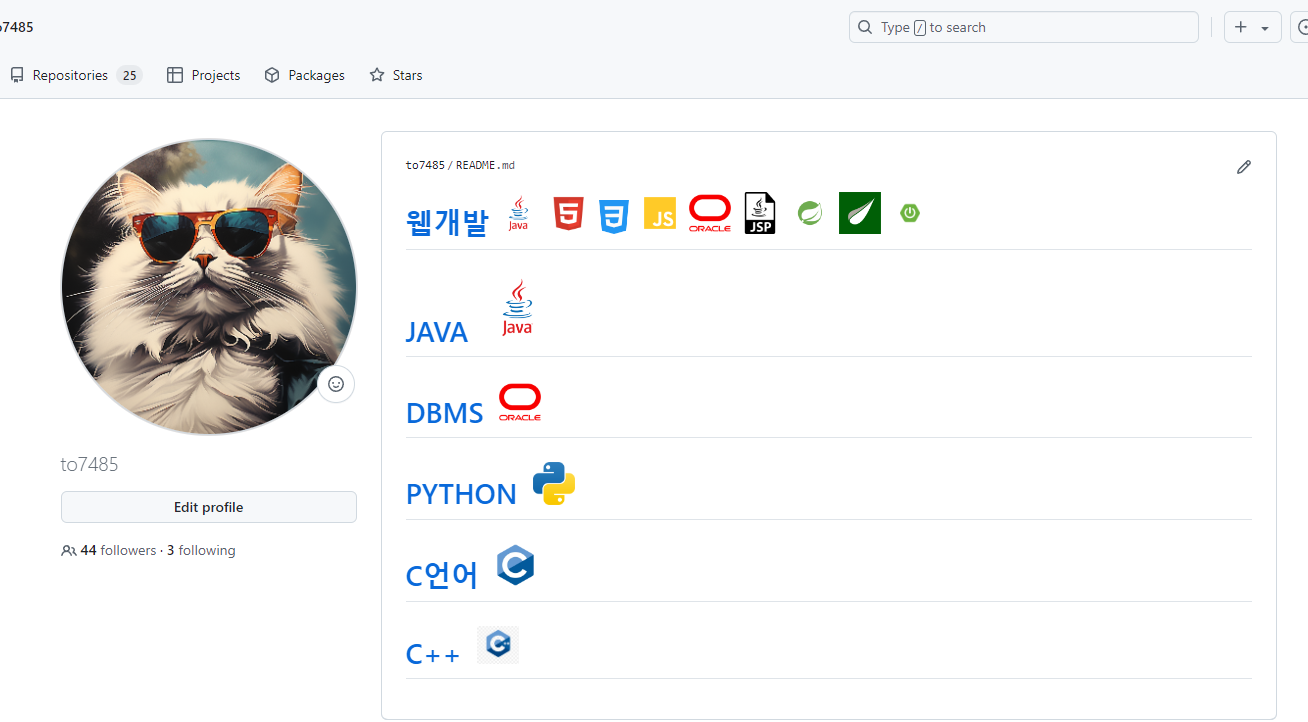 o7485
Type / to search
Repositories 25 Projects Packages Stars
to7485/README.md
웹개발 Java 5 3 JS ORACLE JSP
JAVA Java
DBMS ORACLE
PYTHON
C언어 C
C++ C++
to7485
Edit profile
44 followers · 3 following